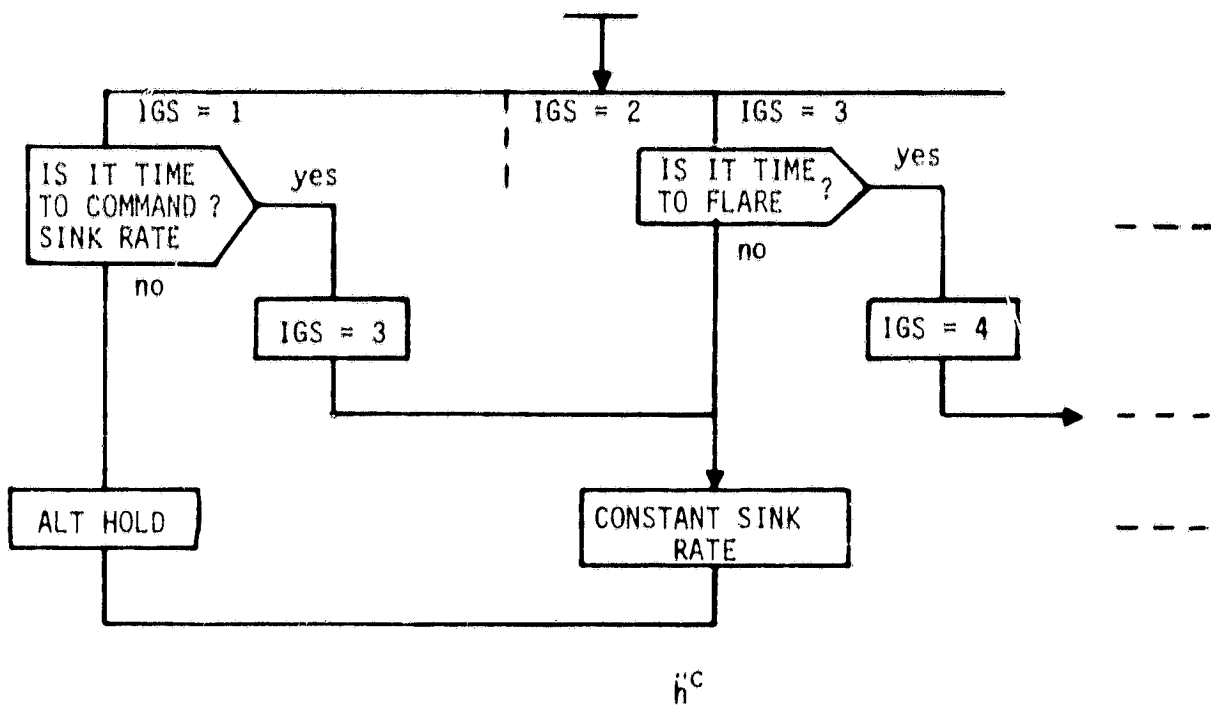 IGS = 1
IGS = 2
IGS = 3
IS IT TIME
TO COMMAND ?
SINK RATE
yes
no
IS IT TIME
TO FLARE ?
yes
no
IGS = 3
IGS = 4
ALT HOLD
CONSTANT SINK
RATE
ḧᶜ